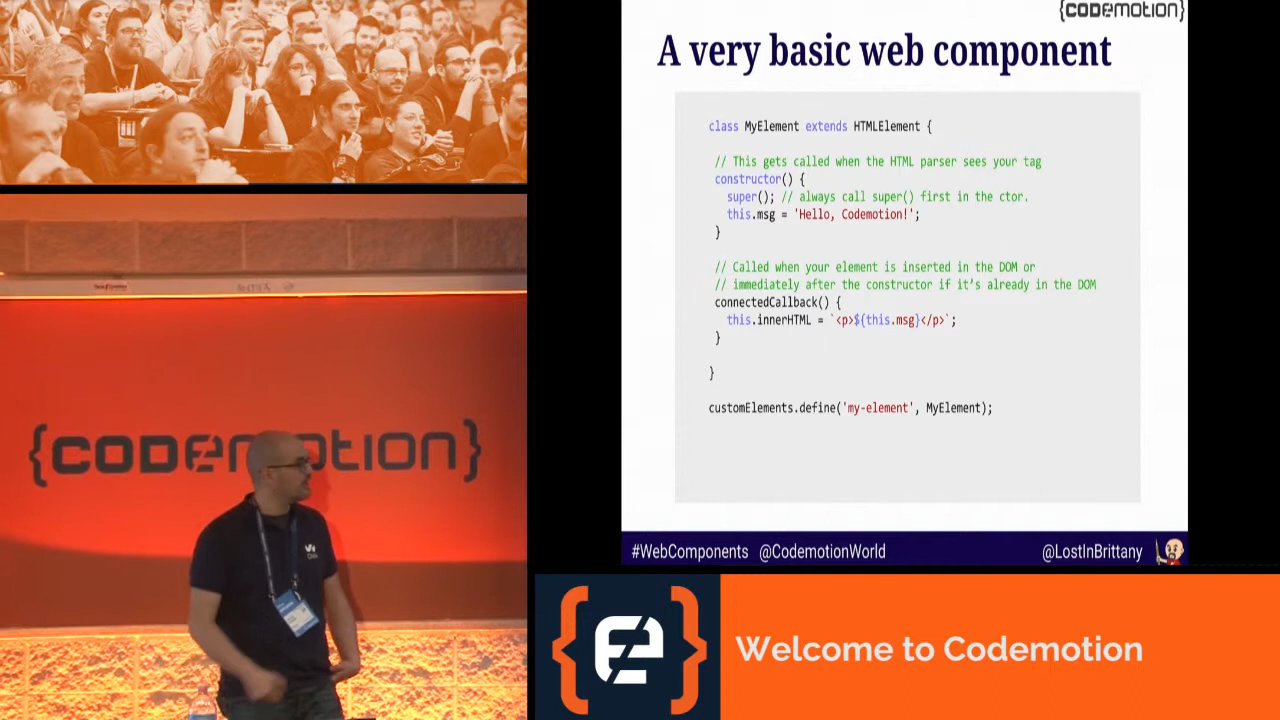 {codemotion}
A very basic web component
class MyElement extends HTMLElement {
// This gets called when the HTML parser sees your tag
constructor() {
super(); // always call super() first in the ctor.
this.msg = 'Hello, Codemotion!';
}
// Called when your element is inserted in the DOM or
// immediately after the constructor if it's already in the DOM
connectedCallback() {
this.innerHTML = `<p>${this.msg}</p>`;
}
}
customElements.define('my-element', MyElement);
#WebComponents @CodemotionWorld @LostInBrittany
{codemotion}
Welcome to Codemotion